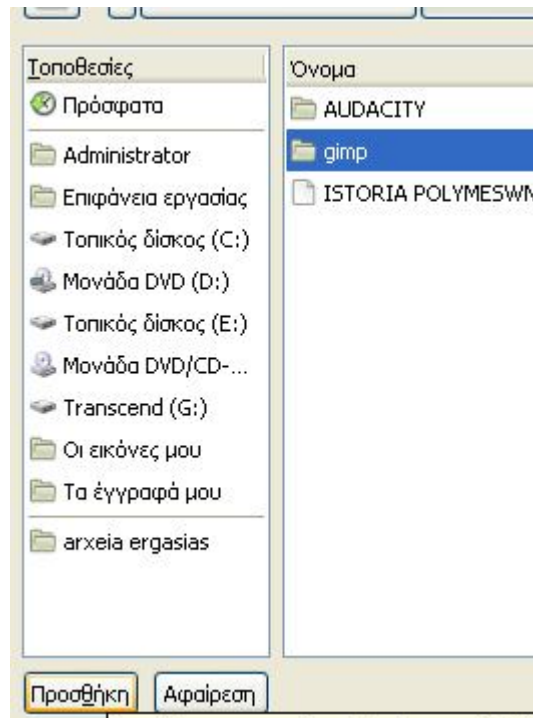 Τοποθεσίες
Πρόσφατα
Administrator
Επιφάνεια εργασίας
Τοπικός δίσκος (C:)
Μονάδα DVD (D:)
Τοπικός δίσκος (E:)
Μονάδα DVD/CD-...
Transcend (G:)
Οι εικόνες μου
Τα έγγραφά μου
arxeia ergasias
Όνομα
AUDACITY
gimp
ISTORIA POLYMESWN
Προσθήκη
Αφαίρεση